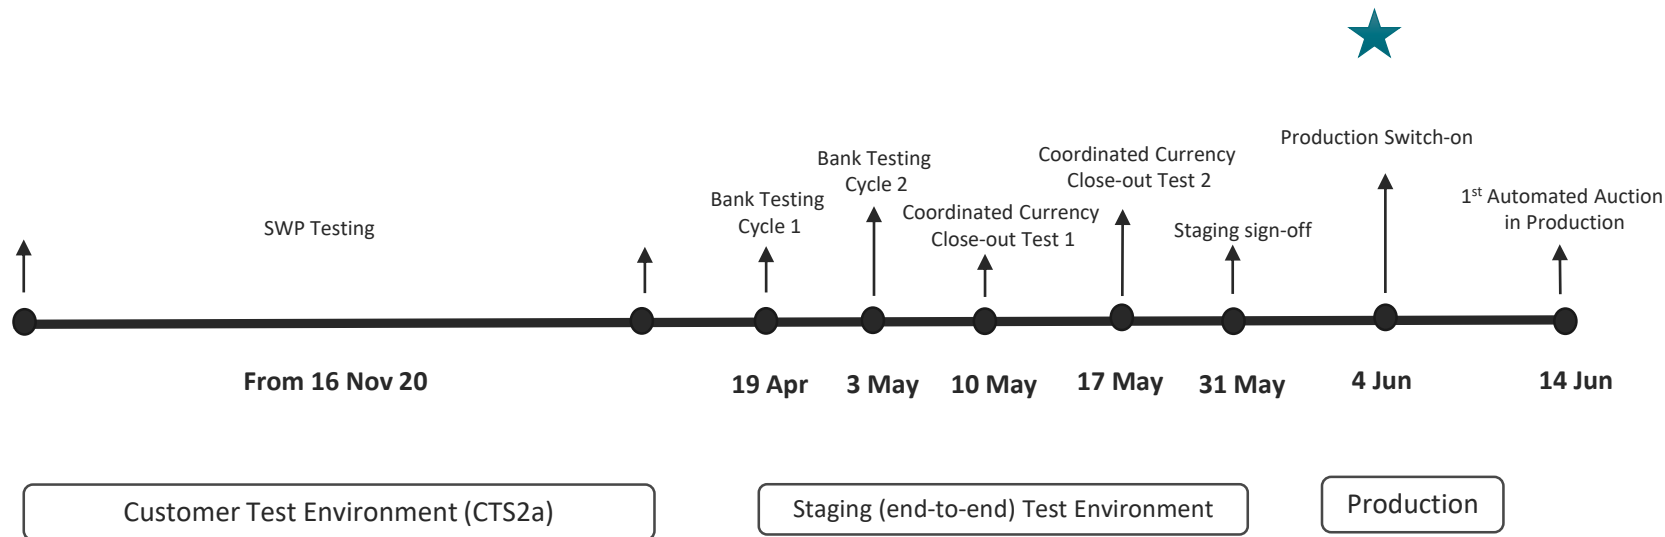 Production Switch-on
Bank Testing
Cycle 2
Coordinated Currency
Close-out Test 2
Bank Testing
Cycle 1
1st Automated Auction
in Production
SWP Testing
Coordinated Currency
Close-out Test 1
Staging sign-off
From 16 Nov 20
19 Apr
3 May
10 May
17 May
31 May
4 Jun
14 Jun
Customer Test Environment (CTS2a)
Staging (end-to-end) Test Environment
Production